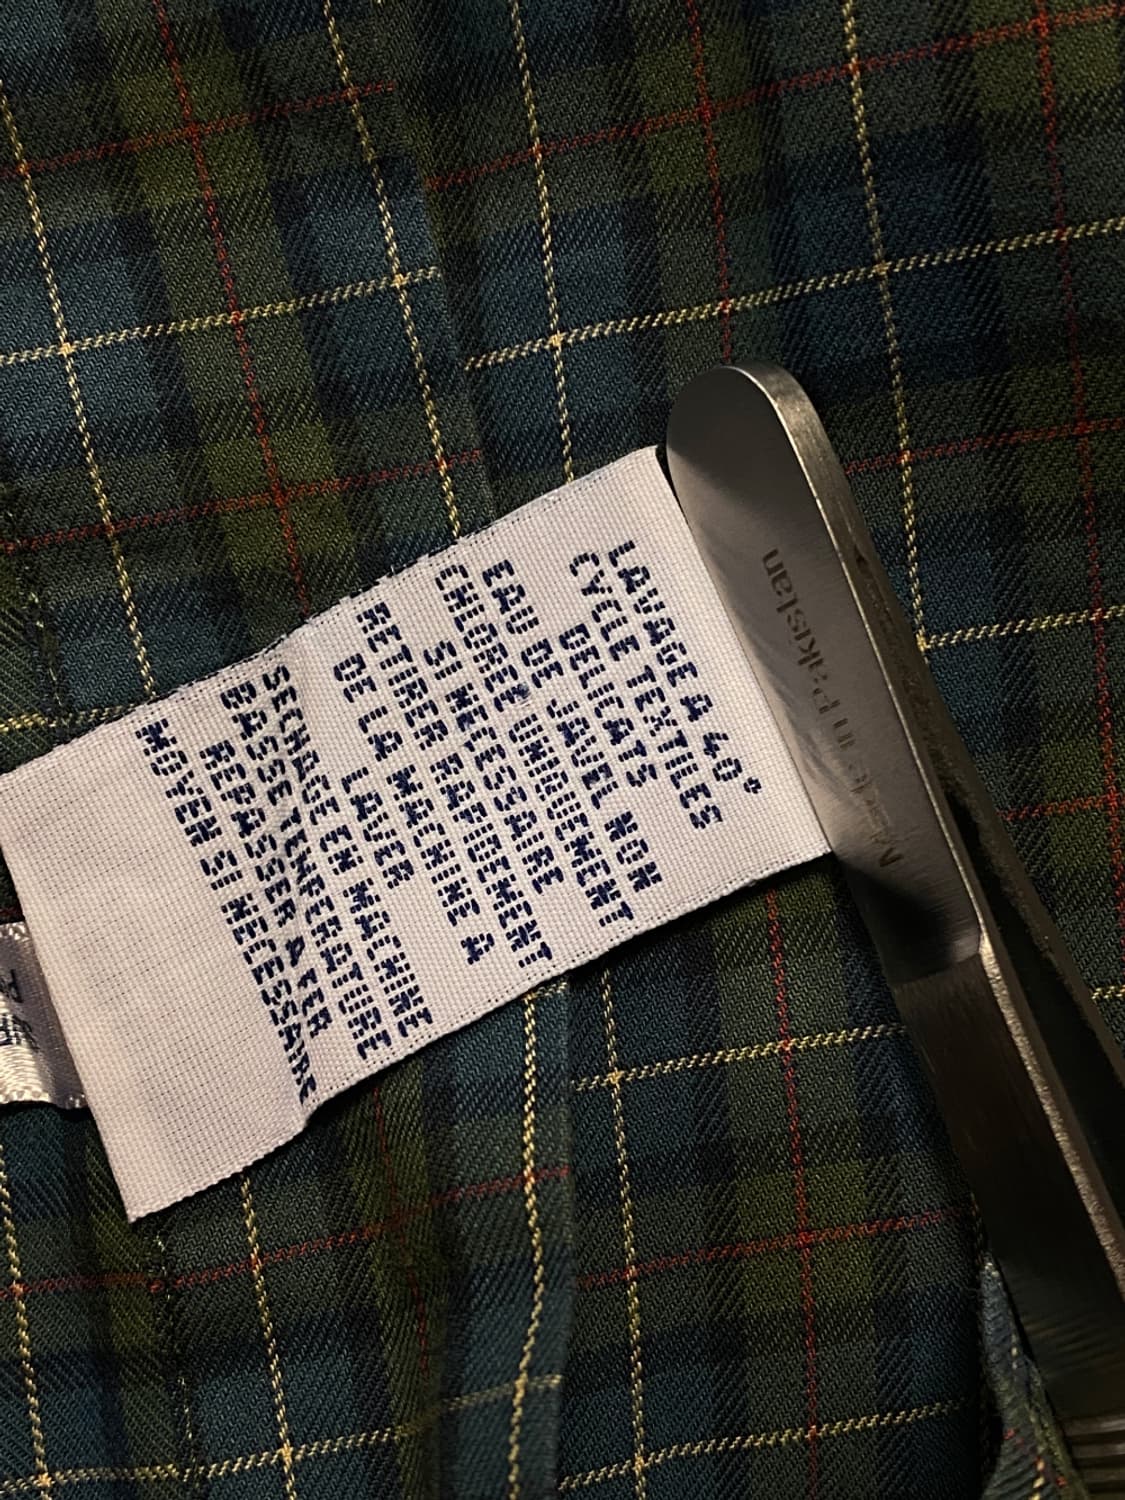 LAVAGE A 40°
CYCLE TEXTILES
DELICATS
EAU DE JAVEL NON
CHLOREE UNIQUEMENT
SI NECESSAIRE
RETIRER RAPIDEMENT
DE LA MACHINE A
LAVER
SECHAGE EN MACHINE
BASSE TEMPERATURE
REPASSER A FER
MOYEN SI NECESSAIRE
Made in Pakistan